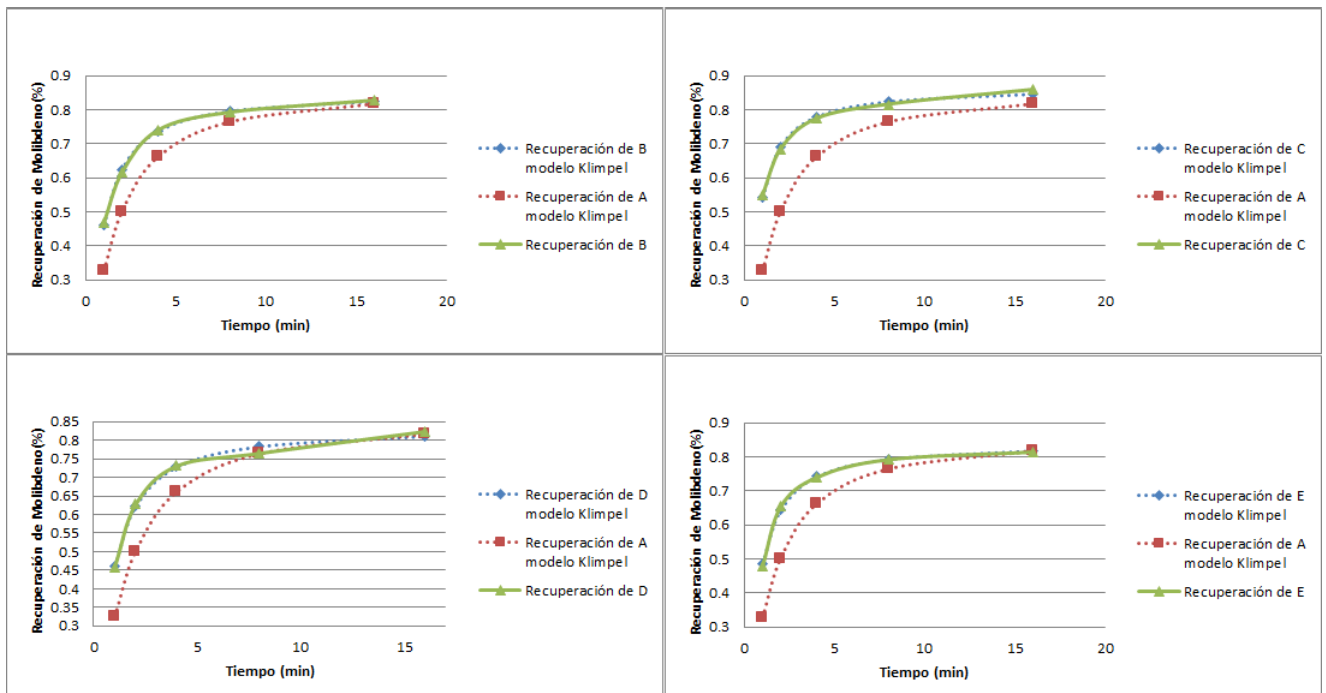 Recuperación de Molibdeno(%)
0.9
0.8
0.7
0.6
0.5
0.4
0.3
0
5
10
15
20
Tiempo (min)
Recuperación de B
modelo Klimpel
Recuperación de A
modelo Klimpel
Recuperación de B
Recuperación de Molibdeno(%)
0.9
0.8
0.7
0.6
0.5
0.4
0.3
0
5
10
15
20
Tiempo (min)
Recuperación de C
modelo Klimpel
Recuperación de A
modelo Klimpel
Recuperación de C
Recuperación de Molibdeno(%)
0.85
0.8
0.75
0.7
0.65
0.6
0.55
0.5
0.45
0.4
0.35
0.3
0
5
10
15
Tiempo (min)
Recuperación de D
modelo Klimpel
Recuperación de A
modelo Klimpel
Recuperación de D
Recuperación de Molibdeno(%)
0.9
0.8
0.7
0.6
0.5
0.4
0.3
0
5
10
15
20
Tiempo (min)
Recuperación de E
modelo Klimpel
Recuperación de A
modelo Klimpel
Recuperación de E